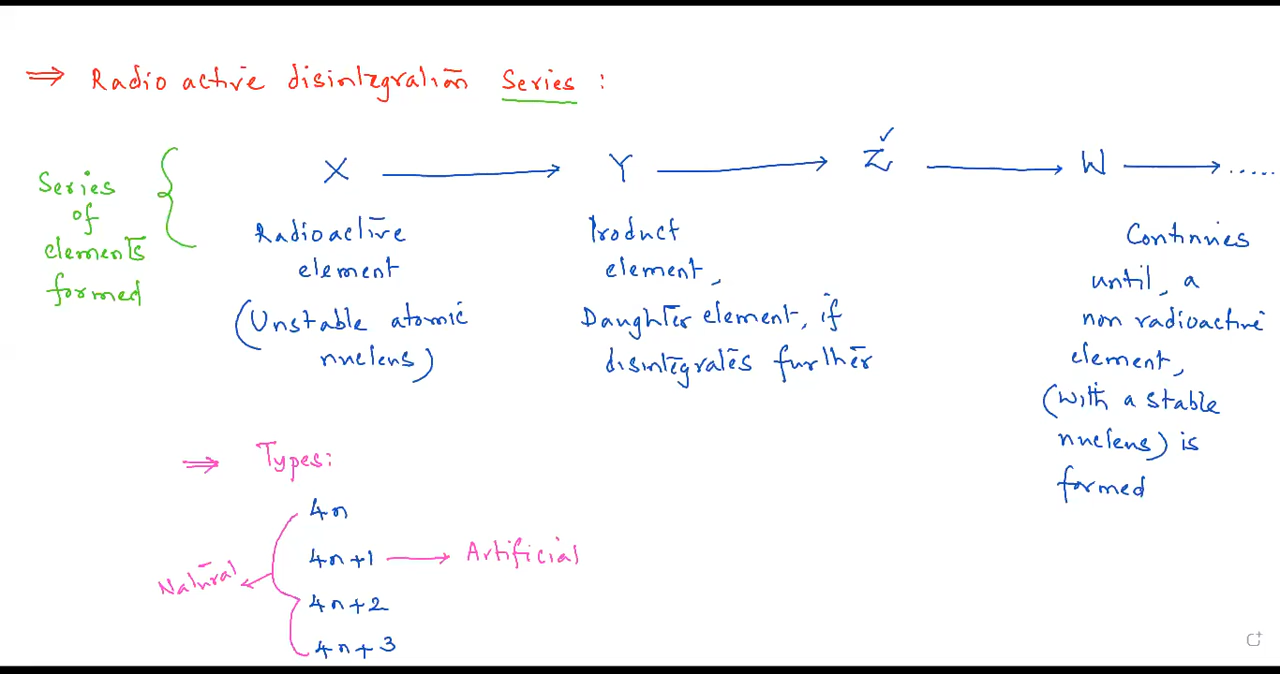 ⇒ Radio active disintegration Series :
Series
of
elements
formed
X → Y → Z ✓ → W → .....
Radioactive
element
(Unstable atomic
nucleus)
Product
element,
Daughter element, if
disintegrates further
Continues
until, a
non radioactive
element,
(with a stable
nucleus) is
formed
⇒ Types:
4n
4n+1 → Artificial
Natural
4n+2
4n+3